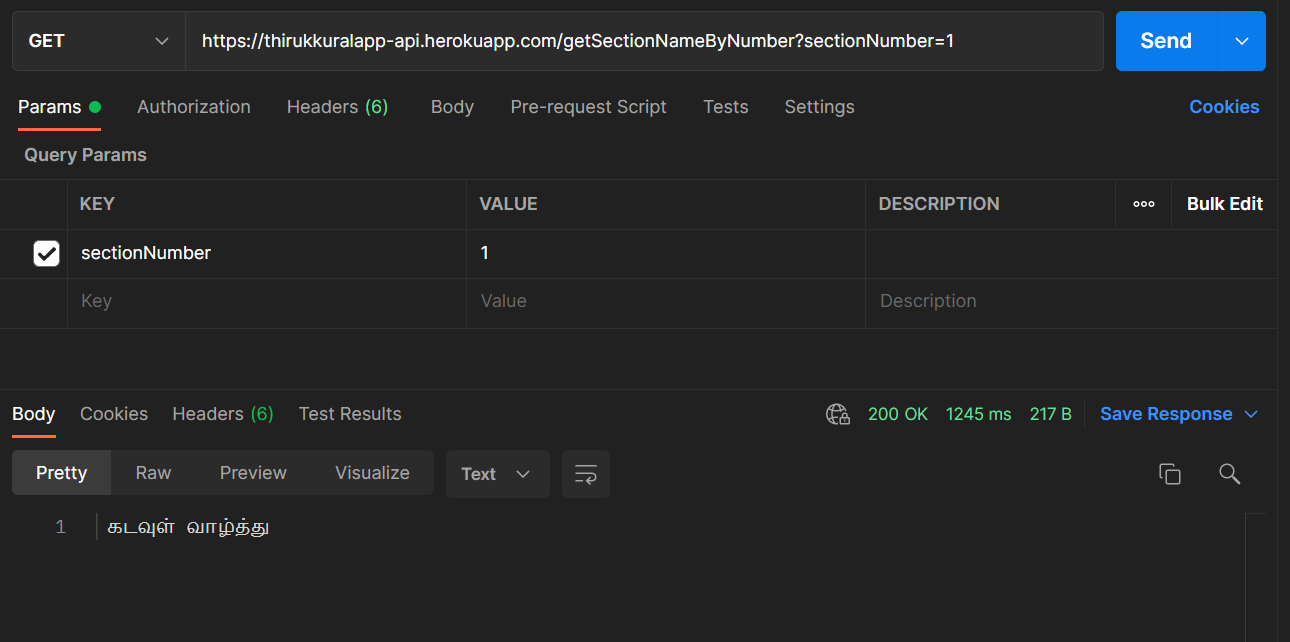 GET https://thirukkuralapp-api.herokuapp.com/getSectionNameByNumber?sectionNumber=1 Send
Params Authorization Headers (6) Body Pre-request Script Tests Settings Cookies
Query Params
KEY VALUE DESCRIPTION Bulk Edit
sectionNumber 1
Key Value Description
Body Cookies Headers (6) Test Results 200 OK 1245 ms 217 B Save Response
Pretty Raw Preview Visualize Text
1 கடவுள் வாழ்த்து